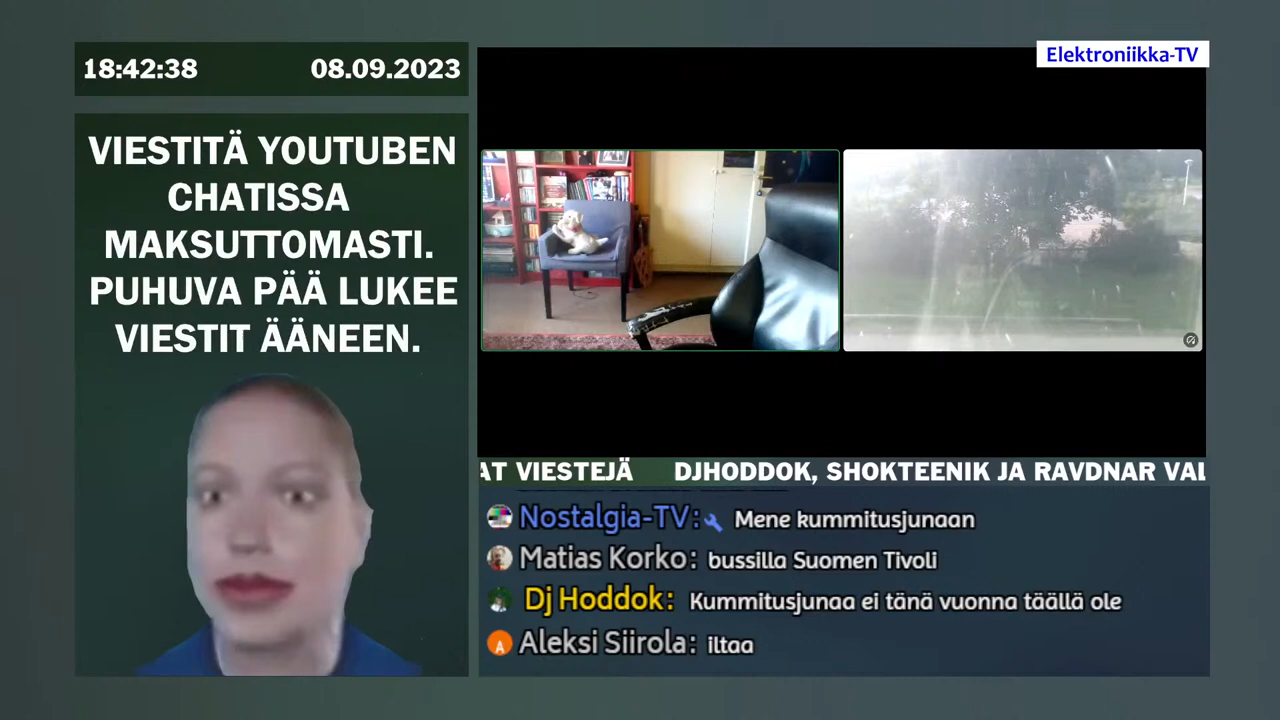 18:42:38
08.09.2023
Elektroniikka-TV
VIESTITÄ YOUTUBEN
CHATISSA
MAKSUTTOMASTI.
PUHUVA PÄÄ LUKEE
VIESTIT ÄÄNEEN.
AT VIESTEJÄ DJHODDOK, SHOKTEENIK JA RAVDNAR VAL
Nostalgia-TV: Mene kummitusjunaan
Matias Korko: bussilla Suomen Tivoli
Dj Hoddok: Kummitusjunaa ei tänä vuonna täällä ole
A Aleksi Siirola: iltaa